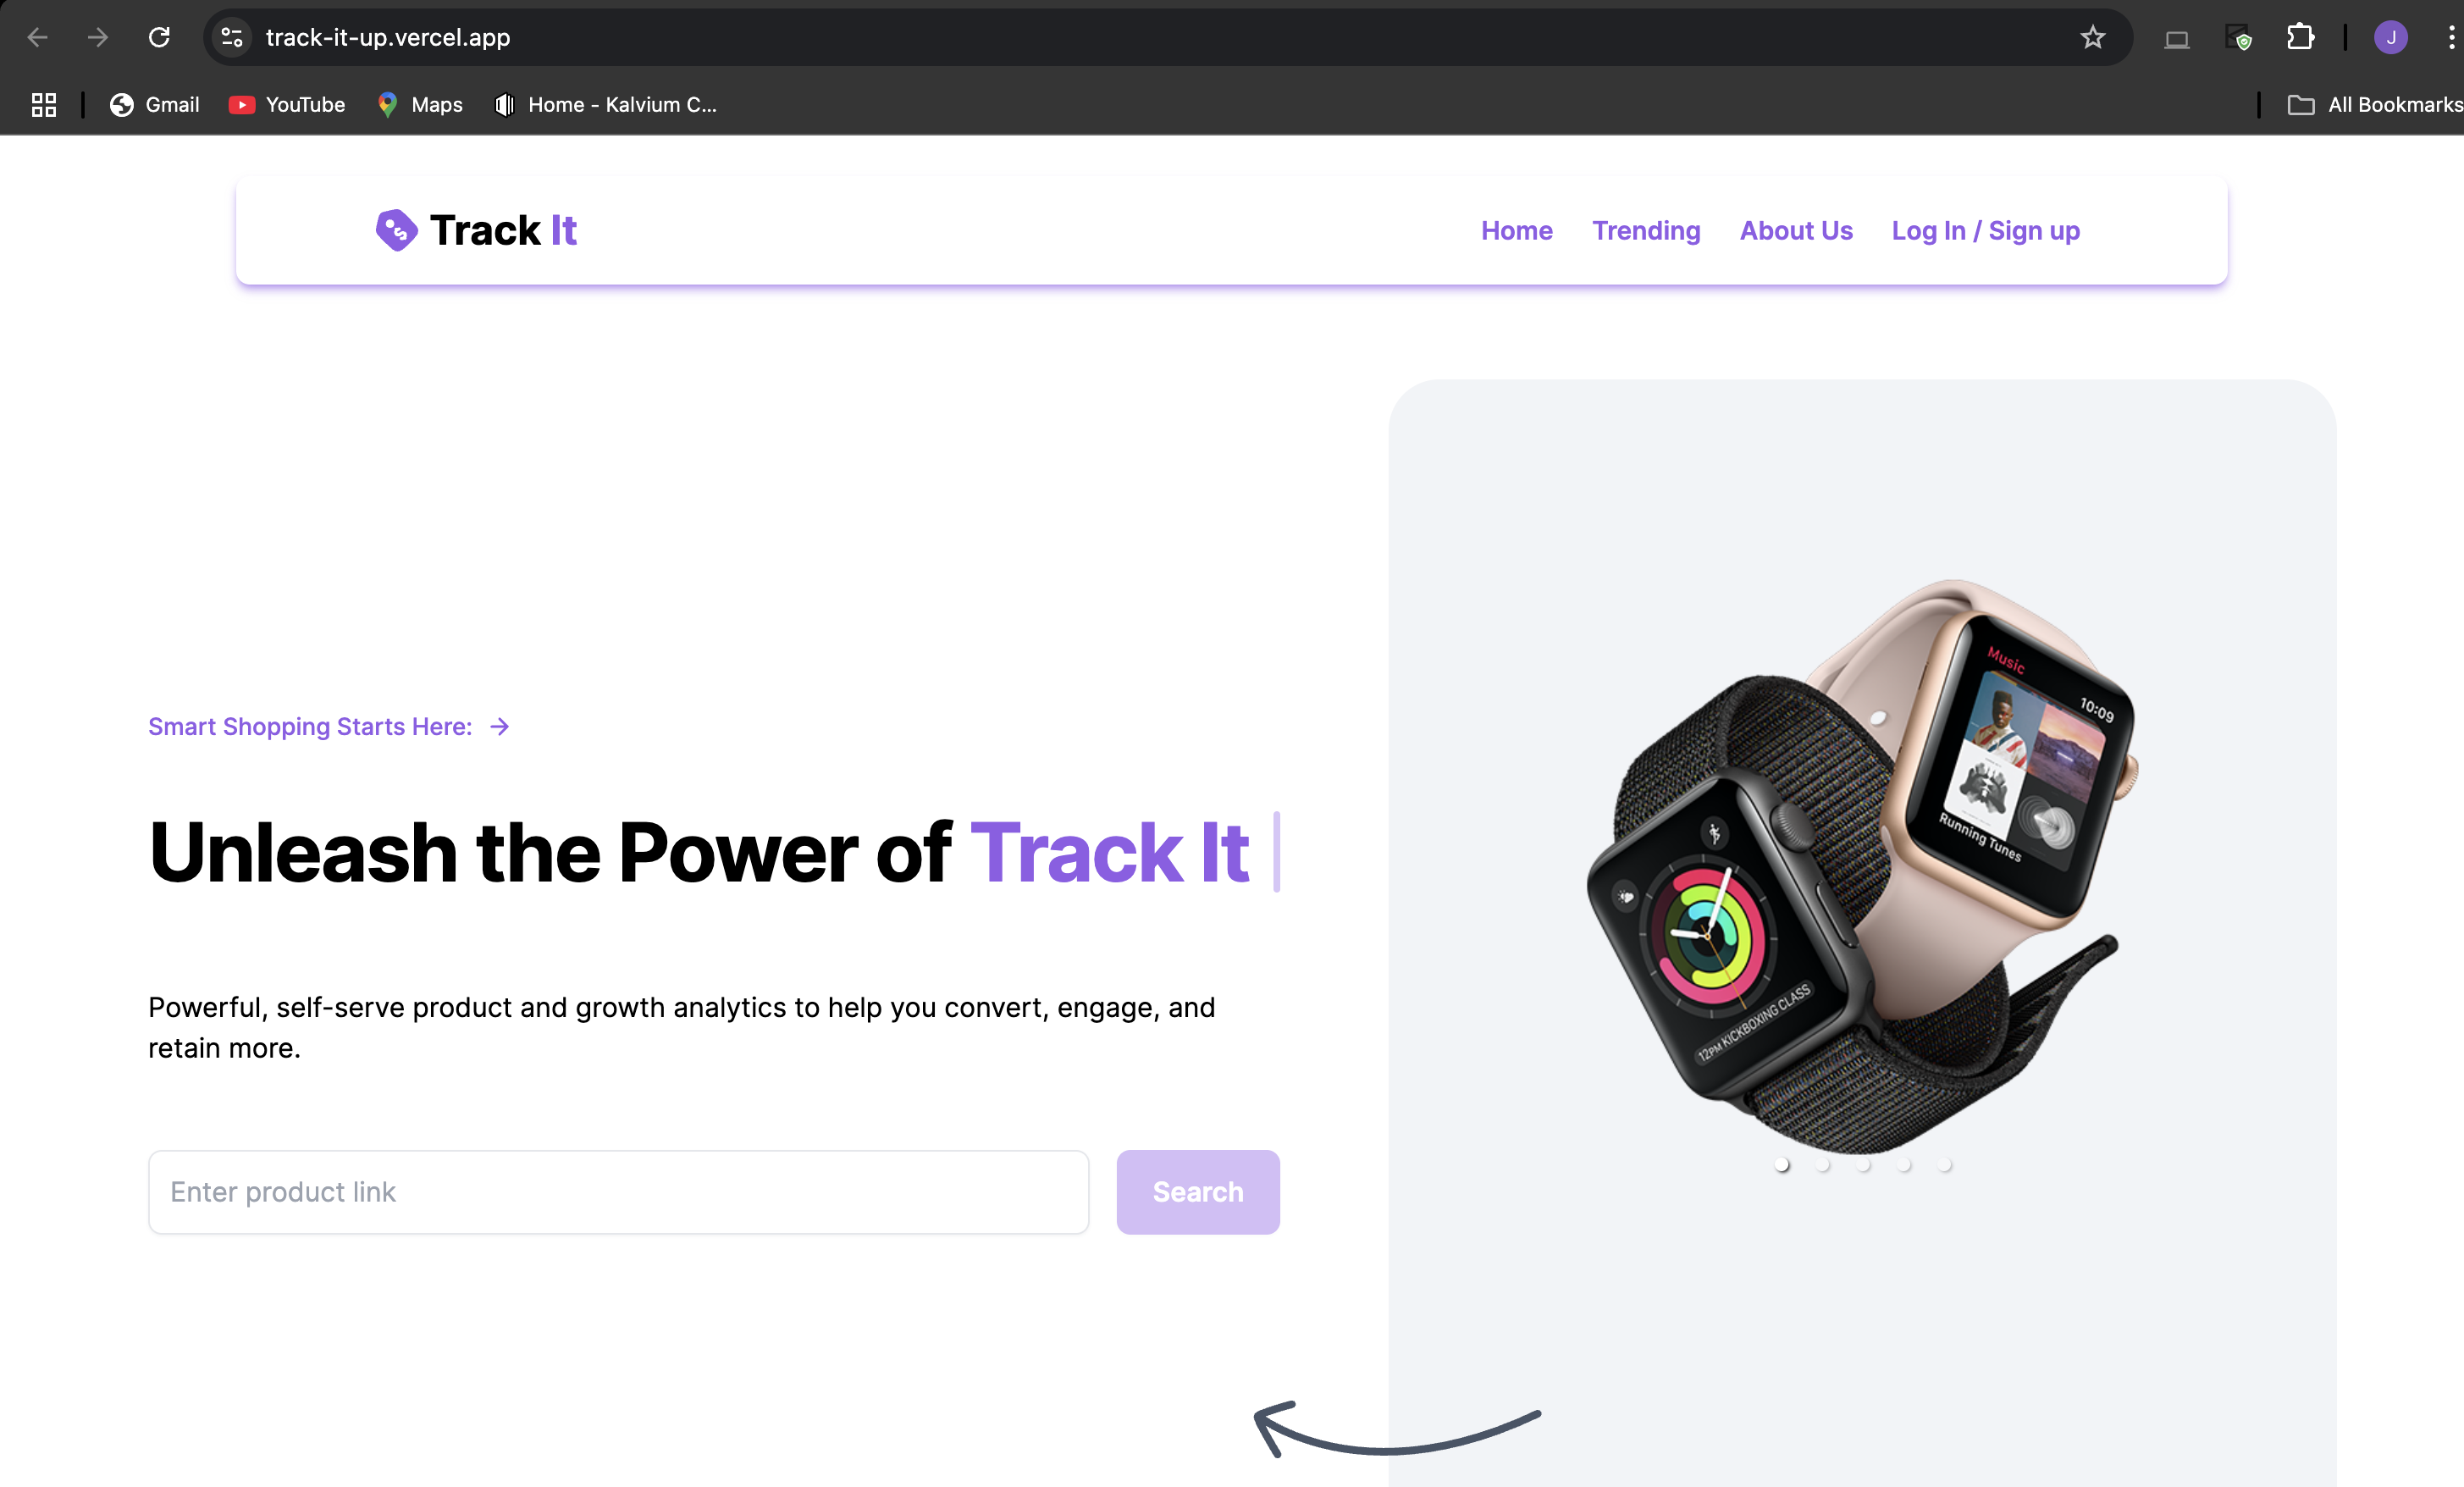 track-it-up.vercel.app
J
Gmail YouTube Maps Home - Kalvium C... All Bookmarks
Track It Home Trending About Us Log In / Sign up
Smart Shopping Starts Here: →
Unleash the Power of Track It
Powerful, self-serve product and growth analytics to help you convert, engage, and
retain more.
Enter product link Search
Music
10:09
Running Tunes
12PM KICKBOXING CLASS